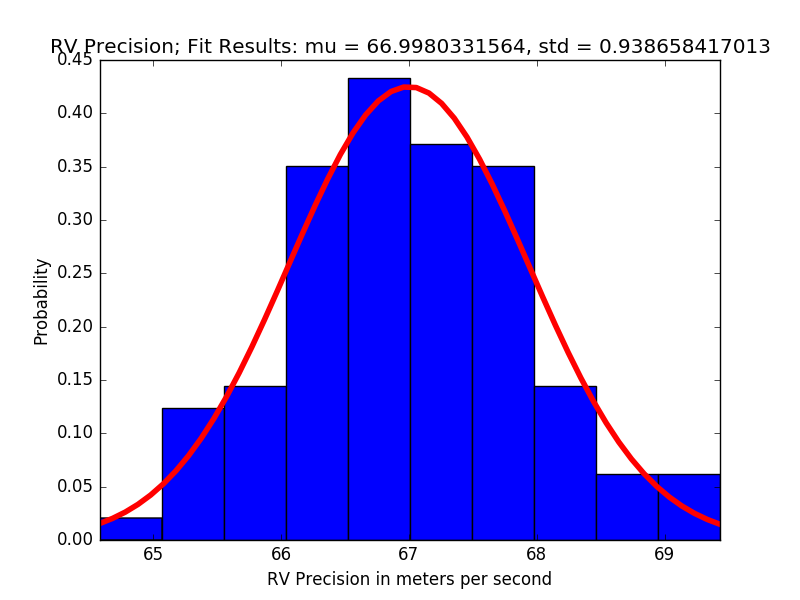 RV Precision; Fit Results: mu = 66.9980331564, std = 0.938658417013
0.45
0.40
0.35
0.30
0.25
0.20
0.15
0.10
0.05
0.00
Probability
65 66 67 68 69
RV Precision in meters per second